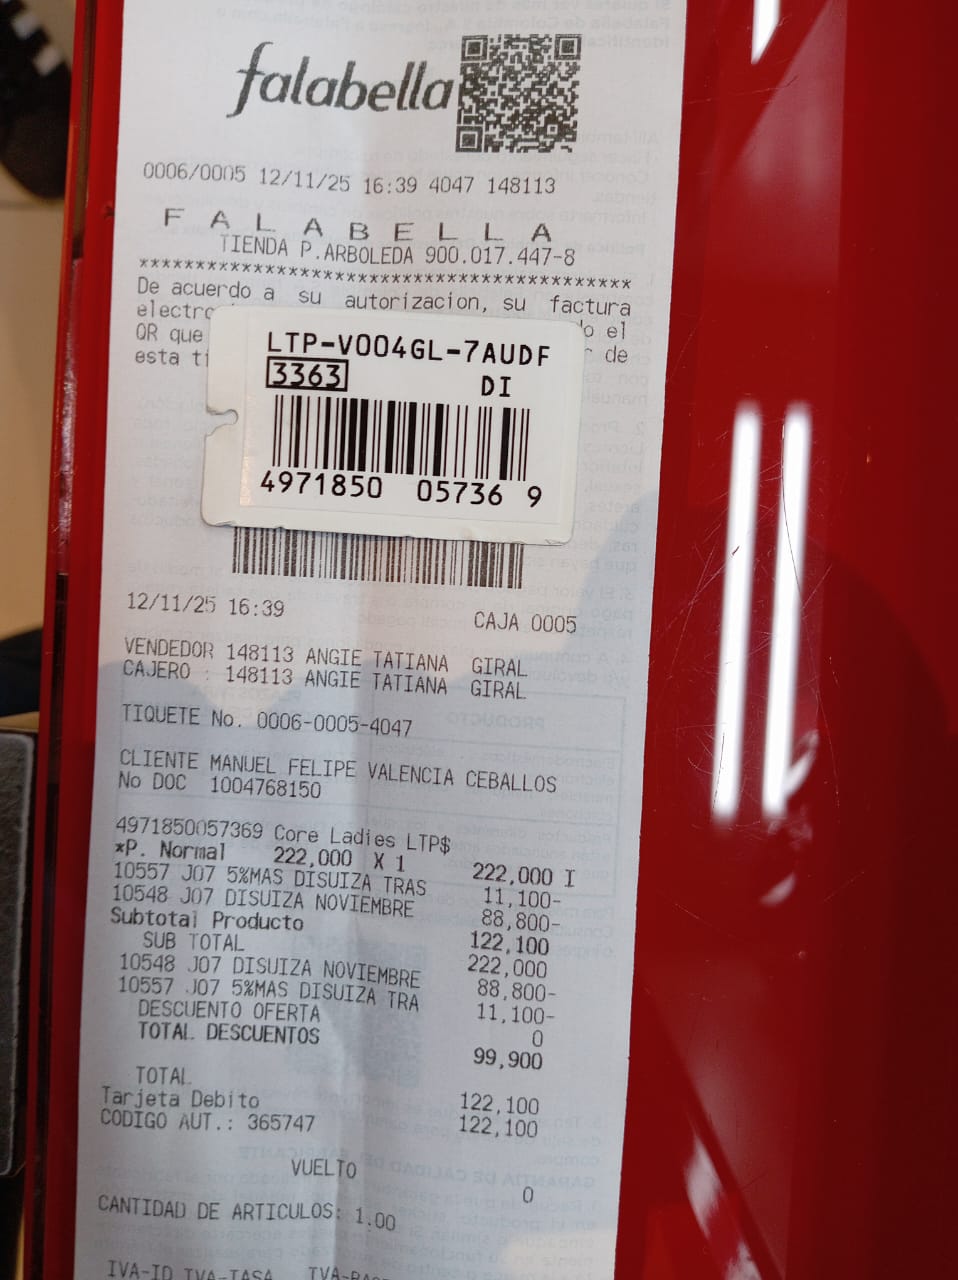 falabella
0006/0005 12/11/25 16:39 4047 148113
F A L A B E L L A
TIENDA P.ARBOLEDA 900.017.447-8
******************************************
De acuerdo a su autorizacion, su factura
electro
o el
QR que
r de
esta ti
LTP-V004GL-7AUDF
3363 DI
4971850 05736 9
12/11/25 16:39 CAJA 0005
VENDEDOR 148113 ANGIE TATIANA GIRAL
CAJERO : 148113 ANGIE TATIANA GIRAL
TIQUETE No. 0006-0005-4047
CLIENTE MANUEL FELIPE VALENCIA CEBALLOS
No DOC 1004768150
4971850057369 Core Ladies LTP$
*P. Normal 222,000 X 1 222,000 I
10557 J07 5%MAS DISUIZA TRAS 11,100-
10548 J07 DISUIZA NOVIEMBRE 88,800-
Subtotal Producto 122,100
SUB TOTAL 222,000
10548 J07 DISUIZA NOVIEMBRE 88,800-
10557 J07 5%MAS DISUIZA TRA 11,100-
DESCUENTO OFERTA 0
TOTAL DESCUENTOS 99,900
TOTAL 122,100
Tarjeta Debito 122,100
CODIGO AUT.: 365747
VUELTO 0
CANTIDAD DE ARTICULOS: 1.00
IVA-ID IVA-TASA